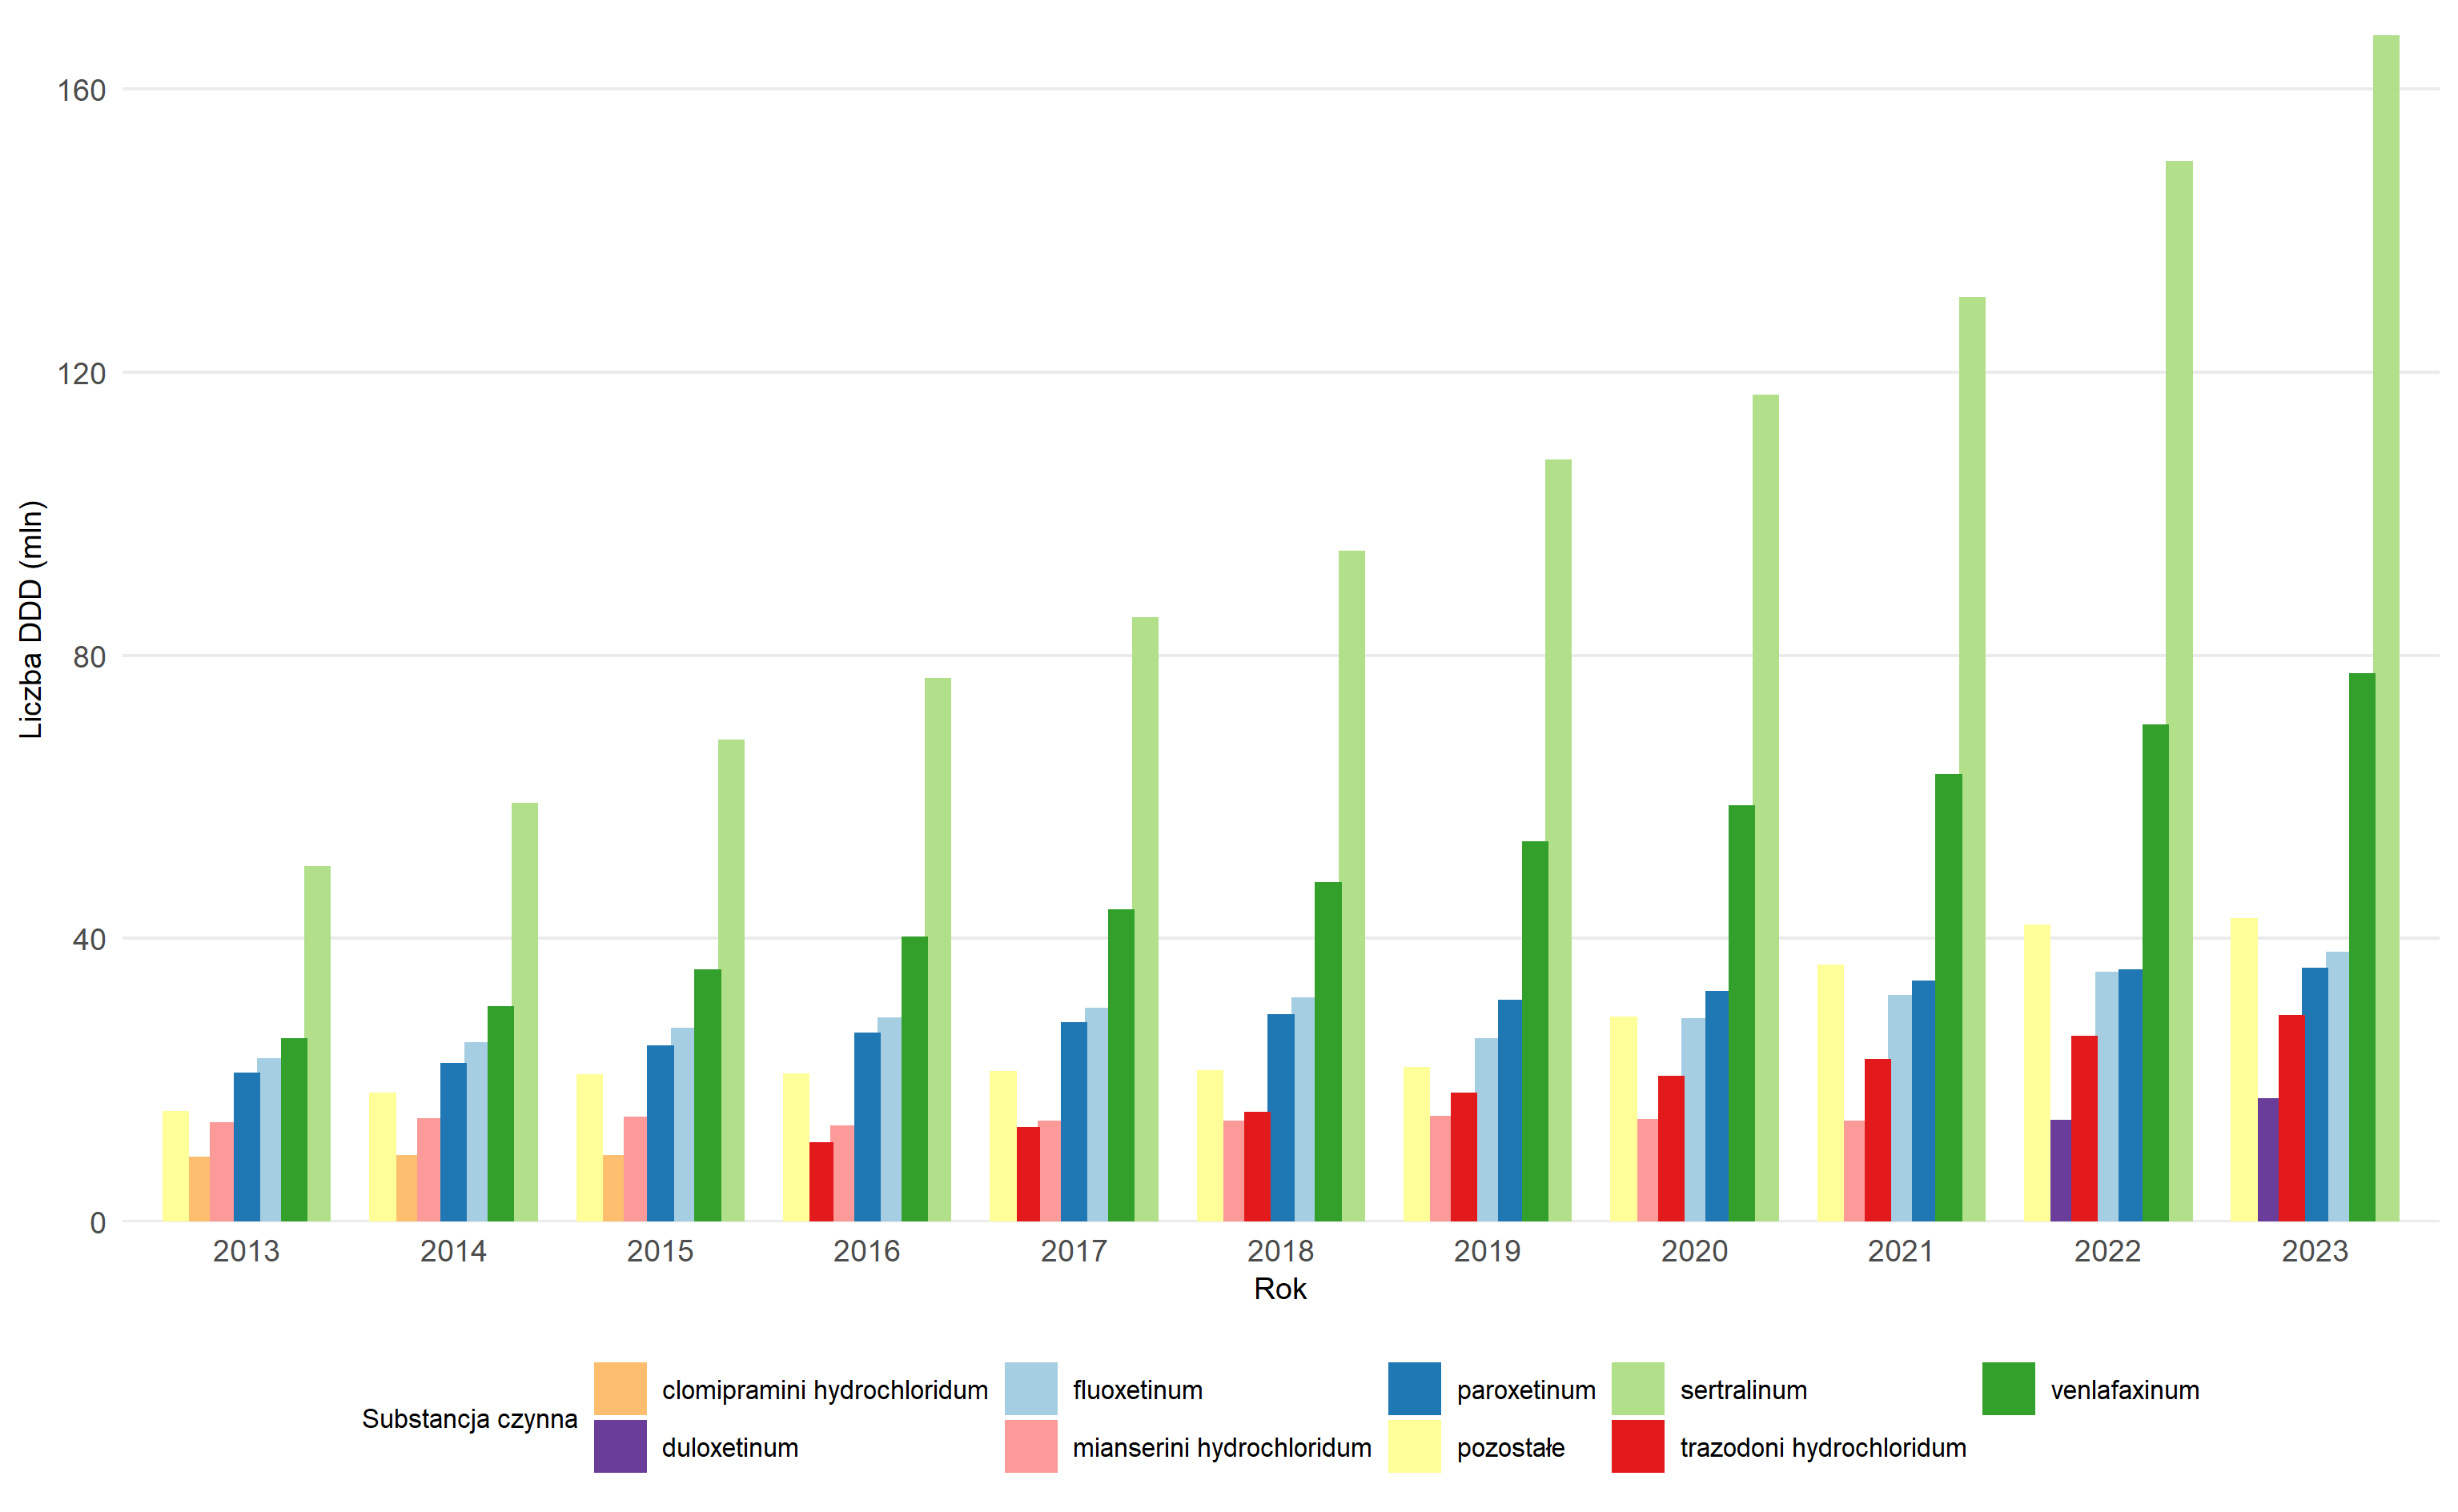 160
120
80
40
0
Liczba DDD (mln)
2013 2014 2015 2016 2017 2018 2019 2020 2021 2022 2023
Rok
Substancja czynna
clomipramini hydrochloridum fluoxetinum paroxetinum sertralinum venlafaxinum
duloxetinum mianserini hydrochloridum pozostałe trazodoni hydrochloridum